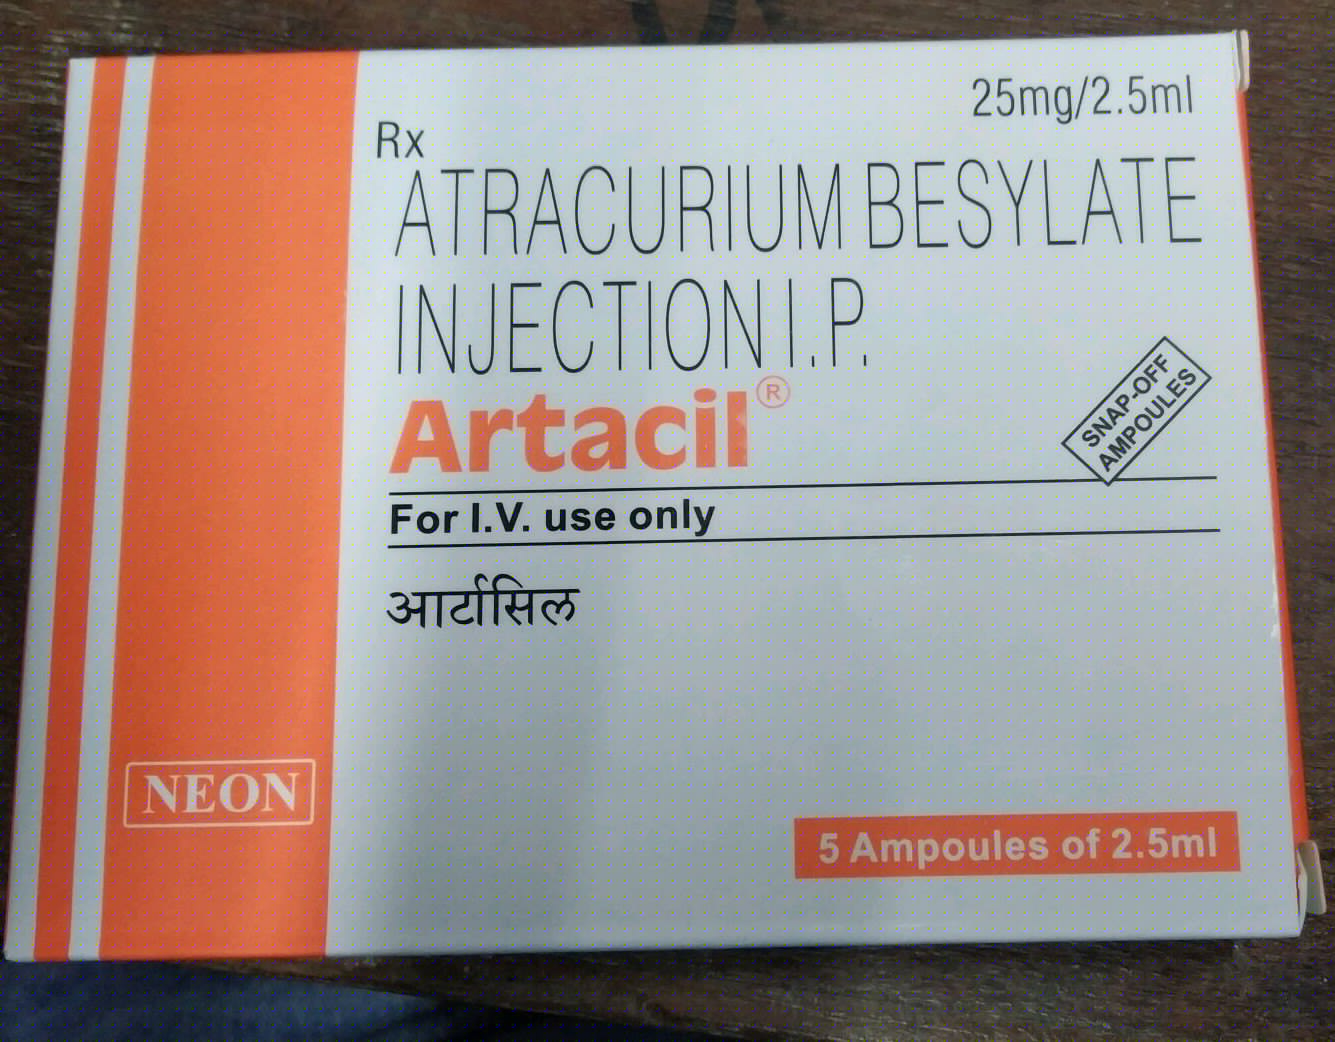 25mg/2.5ml
Rx
ATRACURIUM BESYLATE
INJECTION I.P.
Artacil®
SNAP-OFF
AMPOULES
For I.V. use only
आर्टासिल
NEON
5 Ampoules of 2.5ml